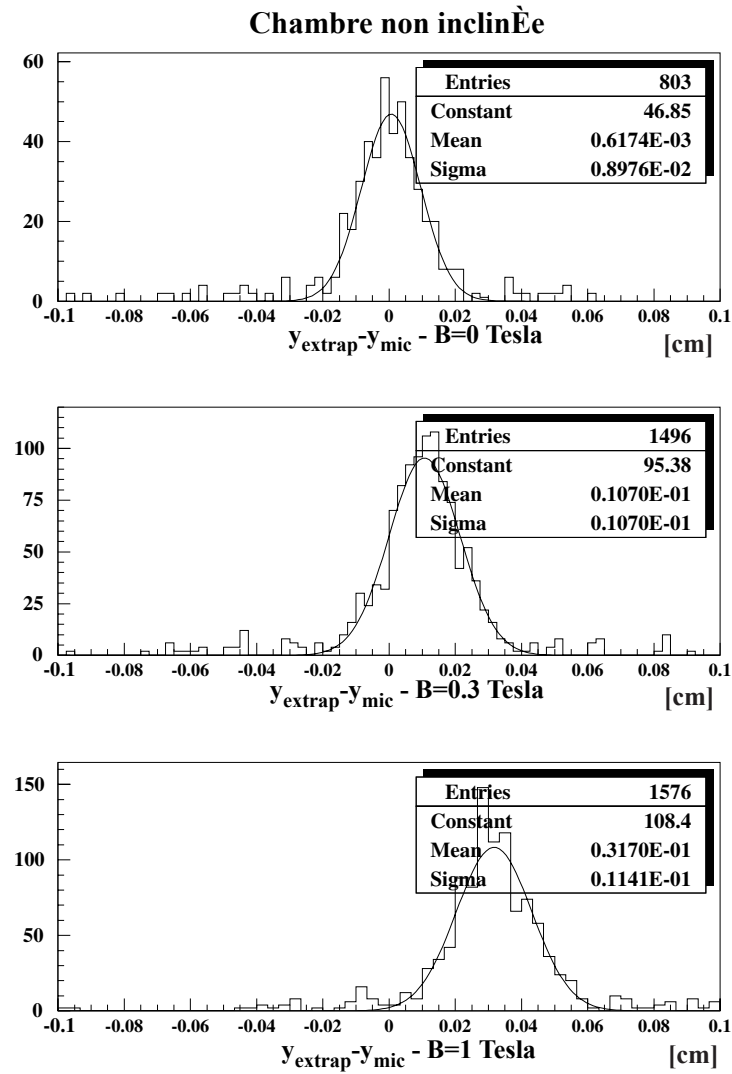 Chambre non inclinÈe
60
40
20
0
Entries 803
Constant 46.85
Mean 0.6174E-03
Sigma 0.8976E-02
-0.1 -0.08 -0.06 -0.04 -0.02 0 0.02 0.04 0.06 0.08 0.1
y_extrap-y_mic - B=0 Tesla [cm]
100
75
50
25
0
Entries 1496
Constant 95.38
Mean 0.1070E-01
Sigma 0.1070E-01
-0.1 -0.08 -0.06 -0.04 -0.02 0 0.02 0.04 0.06 0.08 0.1
y_extrap-y_mic - B=0.3 Tesla [cm]
150
100
50
0
Entries 1576
Constant 108.4
Mean 0.3170E-01
Sigma 0.1141E-01
-0.1 -0.08 -0.06 -0.04 -0.02 0 0.02 0.04 0.06 0.08 0.1
y_extrap-y_mic - B=1 Tesla [cm]